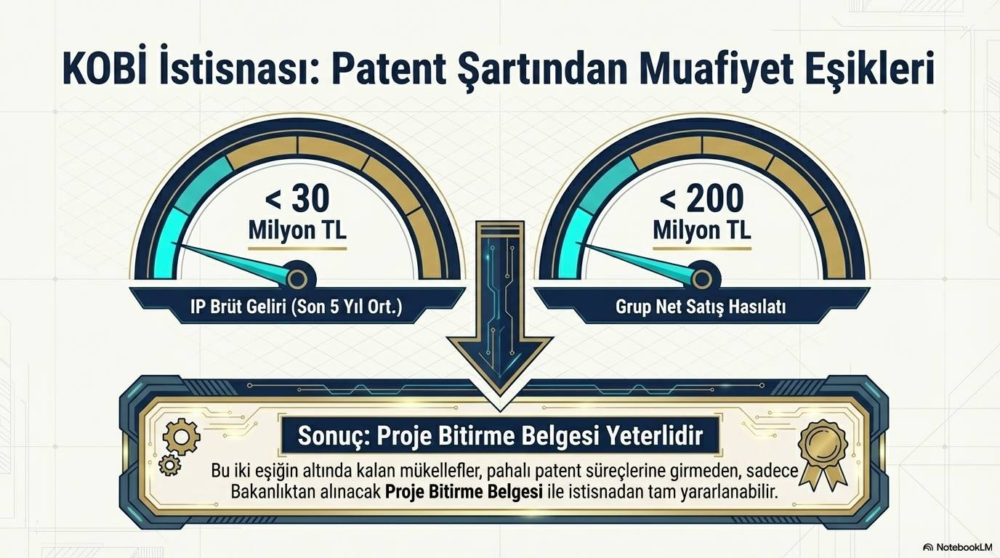 KOBİ İstisnası: Patent Şartından Muafiyet Eşikleri
< 30
Milyon TL
IP Brüt Geliri (Son 5 Yıl Ort.)
< 200
Milyon TL
Grup Net Satış Hasılatı
Sonuç: Proje Bitirme Belgesi Yeterlidir
Bu iki eşiğin altında kalan mükellefler, pahalı patent süreçlerine girmeden, sadece
Bakanlıktan alınacak Proje Bitirme Belgesi ile istisnadan tam yararlanabilir.
NotebookLM